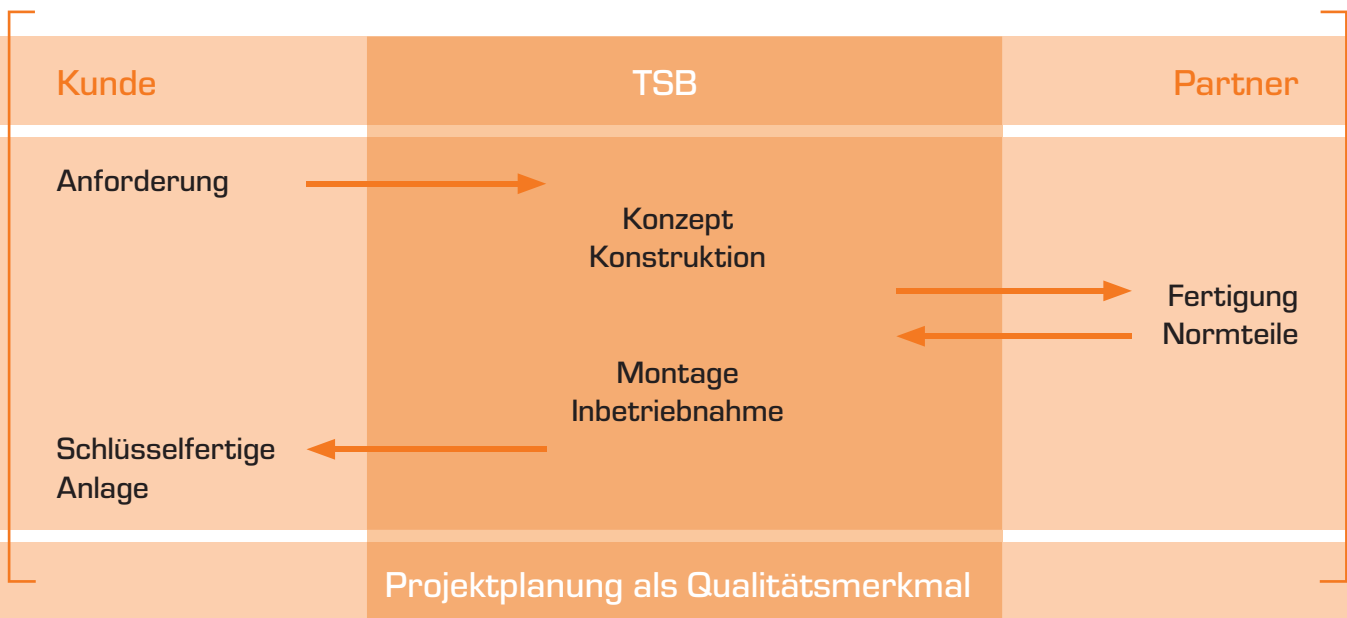 Kunde
TSB
Partner
Anforderung
Konzept
Konstruktion
Fertigung
Normteile
Montage
Inbetriebnahme
Schlüsselfertige
Anlage
Projektplanung als Qualitätsmerkmal